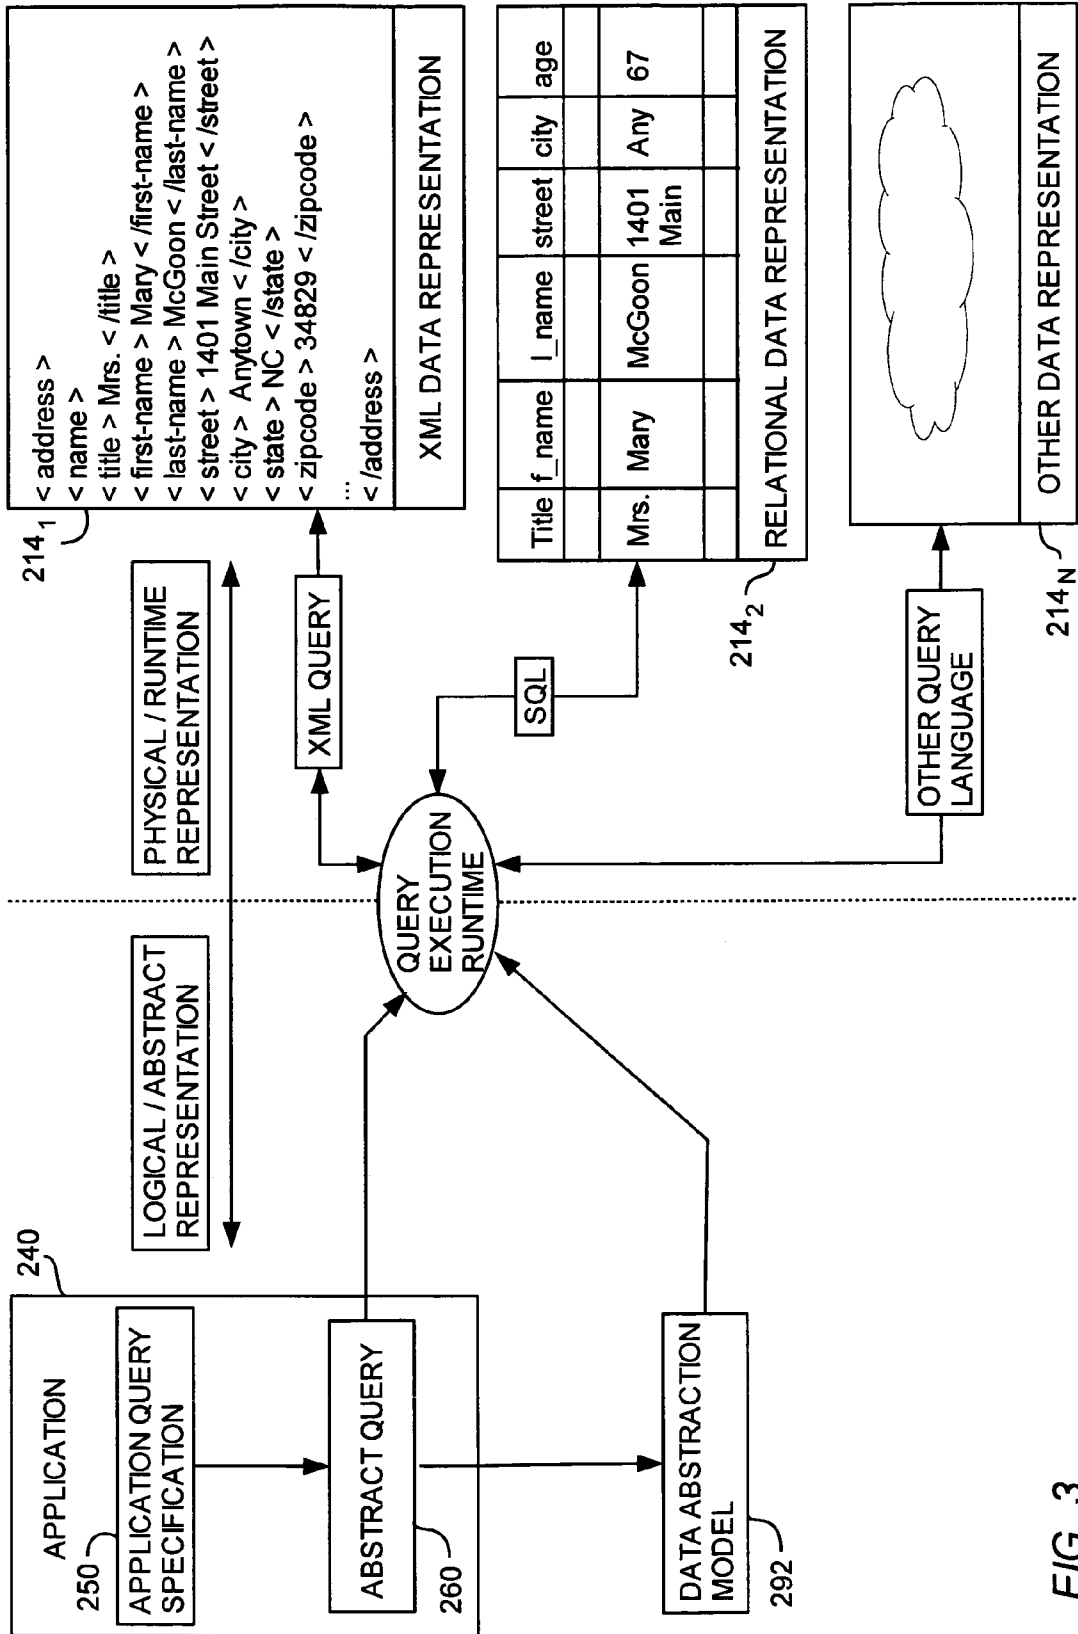 APPLICATION
240
250
APPLICATION QUERY
SPECIFICATION
ABSTRACT QUERY
260
DATA ABSTRACTION
MODEL
292
LOGICAL / ABSTRACT
REPRESENTATION
PHYSICAL / RUNTIME
REPRESENTATION
QUERY
EXECUTION
RUNTIME
XML QUERY
SQL
OTHER QUERY
LANGUAGE
214₁
< address >
< name >
< title > Mrs. < /title >
< first-name > Mary < /first-name >
< last-name > McGoon < /last-name >
< street > 1401 Main Street < /street >
< city > Anytown < /city >
< state > NC < /state >
< zipcode > 34829 < /zipcode >
...
< /address >
XML DATA REPRESENTATION
Title f_name l_name street city age
Mrs. Mary McGoon 1401 Main Any 67
RELATIONAL DATA REPRESENTATION
214₂
OTHER DATA REPRESENTATION
214N
FIG. 3